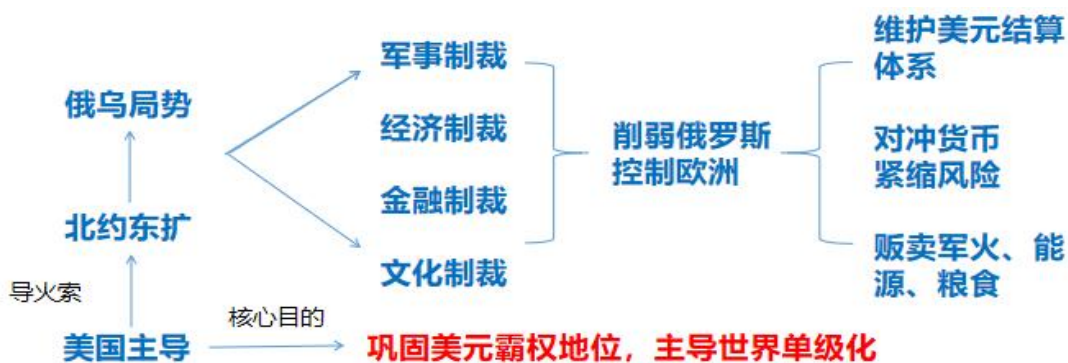 俄乌局势
北约东扩
导火索
美国主导
核心目的
巩固美元霸权地位，主导世界单级化
军事制裁
经济制裁
金融制裁
文化制裁
削弱俄罗斯
控制欧洲
维护美元结算
体系
对冲货币
紧缩风险
贩卖军火、能
源、粮食